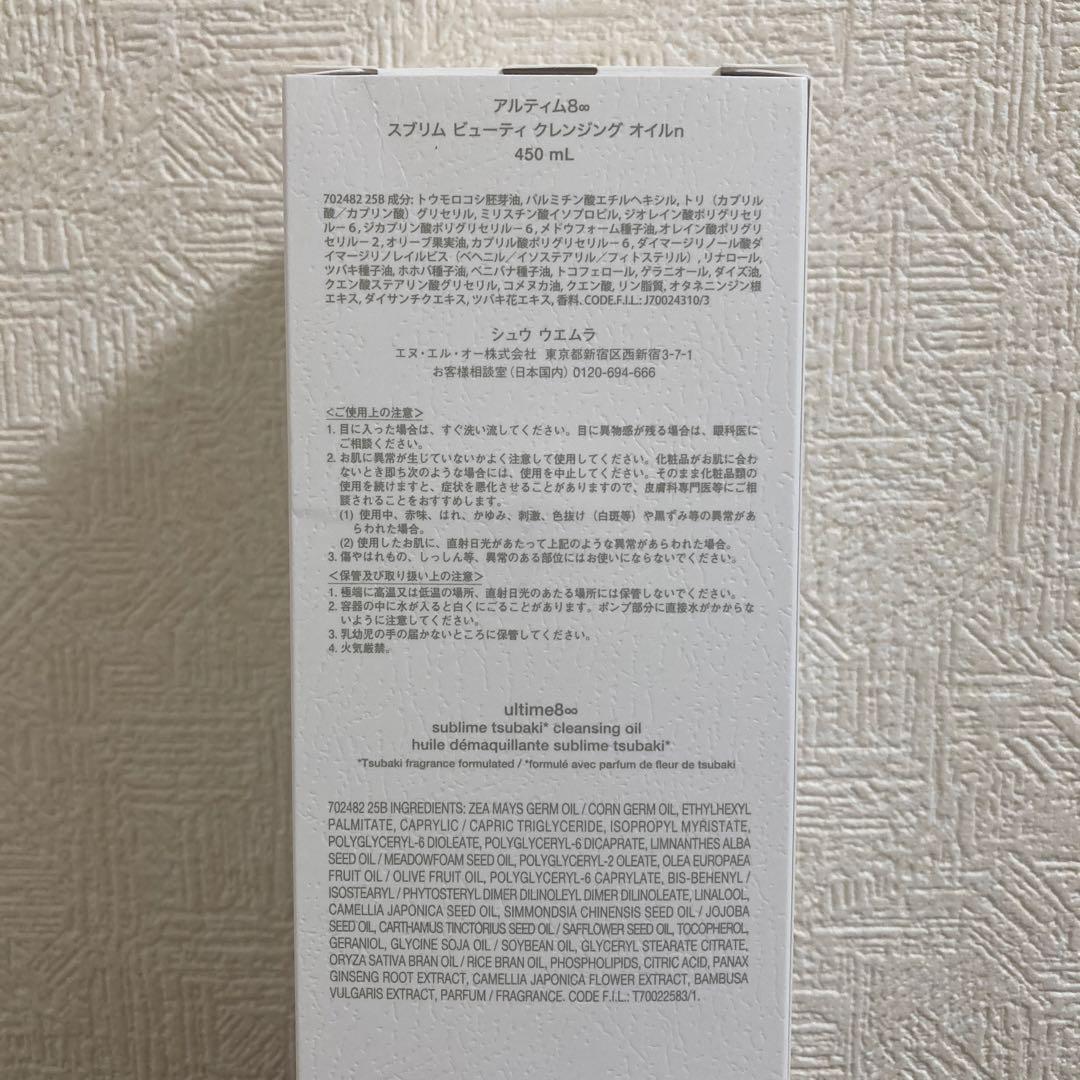 アルティム8∞
スブリム ビューティ クレンジング オイルn
450 mL
702482 25B 成分: トウモロコシ胚芽油, パルミチン酸エチルヘキシル, トリ（カプリル
酸／カプリン酸）グリセリル, ミリスチン酸イソプロピル, ジオレイン酸ポリグリセリ
ルー6, ジカプリン酸ポリグリセリルー6, メドウフォーム種子油, オレイン酸ポリグリ
セリルー2, オリーブ果実油, カプリル酸ポリグリセリルー6, ダイマージリノール酸ダ
イマージリノレイルビス（ベヘニル／イソステアリル／フィトステリル）, リナロール,
ツバキ種子油, ホホバ種子油, ベニバナ種子油, トコフェロール, ゲラニオール, ダイズ油,
クエン酸ステアリン酸グリセリル, コメヌカ油, クエン酸, リン脂質, オタネニンジン根
エキス, ダイサンチクエキス, ツバキ花エキス, 香料. CODE.F.I.L.: J70024310/3
シュウ ウエムラ
エヌ・エル・オー株式会社 東京都新宿区西新宿3-7-1
お客様相談室（日本国内）0120-694-666
＜ご使用上の注意＞
1. 目に入った場合は、すぐ洗い流してください。目に異物感が残る場合は、眼科医に
ご相談ください。
2. お肌に異常が生じていないかよく注意して使用してください。化粧品がお肌に合わ
ないとき即ち次のような場合には、使用を中止してください。そのまま化粧品類の
使用を続けますと、症状を悪化させることがありますので、皮膚科専門医等にご相
談されることをおすすめします。
(1) 使用中、赤味、はれ、かゆみ、刺激、色抜け（白斑等）や黒ずみ等の異常があ
らわれた場合。
(2) 使用したお肌に、直射日光があたって上記のような異常があらわれた場合。
3. 傷やはれもの、しっしん等、異常のある部位にはお使いにならないでください。
＜保管及び取り扱い上の注意＞
1. 極端に高温又は低温の場所、直射日光のあたる場所には保管しないでください。
2. 容器の中に水が入ると白くにごることがあります。ポンプ部分に直接水がかからな
いように注意してください。
3. 乳幼児の手の届かないところに保管してください。
4. 火気厳禁。
ultime8∞
sublime tsubaki* cleansing oil
huile démaquillante sublime tsubaki*
*Tsubaki fragrance formulated / *formulé avec parfum de fleur de tsubaki
702482 25B INGREDIENTS: ZEA MAYS GERM OIL / CORN GERM OIL, ETHYLHEXYL
PALMITATE, CAPRYLIC / CAPRIC TRIGLYCERIDE, ISOPROPYL MYRISTATE,
POLYGLYCERYL-6 DIOLEATE, POLYGLYCERYL-6 DICAPRATE, LIMNANTHES ALBA
SEED OIL / MEADOWFOAM SEED OIL, POLYGLYCERYL-2 OLEATE, OLEA EUROPAEA
FRUIT OIL / OLIVE FRUIT OIL, POLYGLYCERYL-6 CAPRYLATE, BIS-BEHENYL /
ISOSTEARYL / PHYTOSTERYL DIMER DILINOLEYL DIMER DILINOLEATE, LINALOOL,
CAMELLIA JAPONICA SEED OIL, SIMMONDSIA CHINENSIS SEED OIL / JOJOBA
SEED OIL, CARTHAMUS TINCTORIUS SEED OIL / SAFFLOWER SEED OIL, TOCOPHEROL,
GERANIOL, GLYCINE SOJA OIL / SOYBEAN OIL, GLYCERYL STEARATE CITRATE,
ORYZA SATIVA BRAN OIL / RICE BRAN OIL, PHOSPHOLIPIDS, CITRIC ACID, PANAX
GINSENG ROOT EXTRACT, CAMELLIA JAPONICA FLOWER EXTRACT, BAMBUSA
VULGARIS EXTRACT, PARFUM / FRAGRANCE. CODE F.I.L.: T70022583/1.